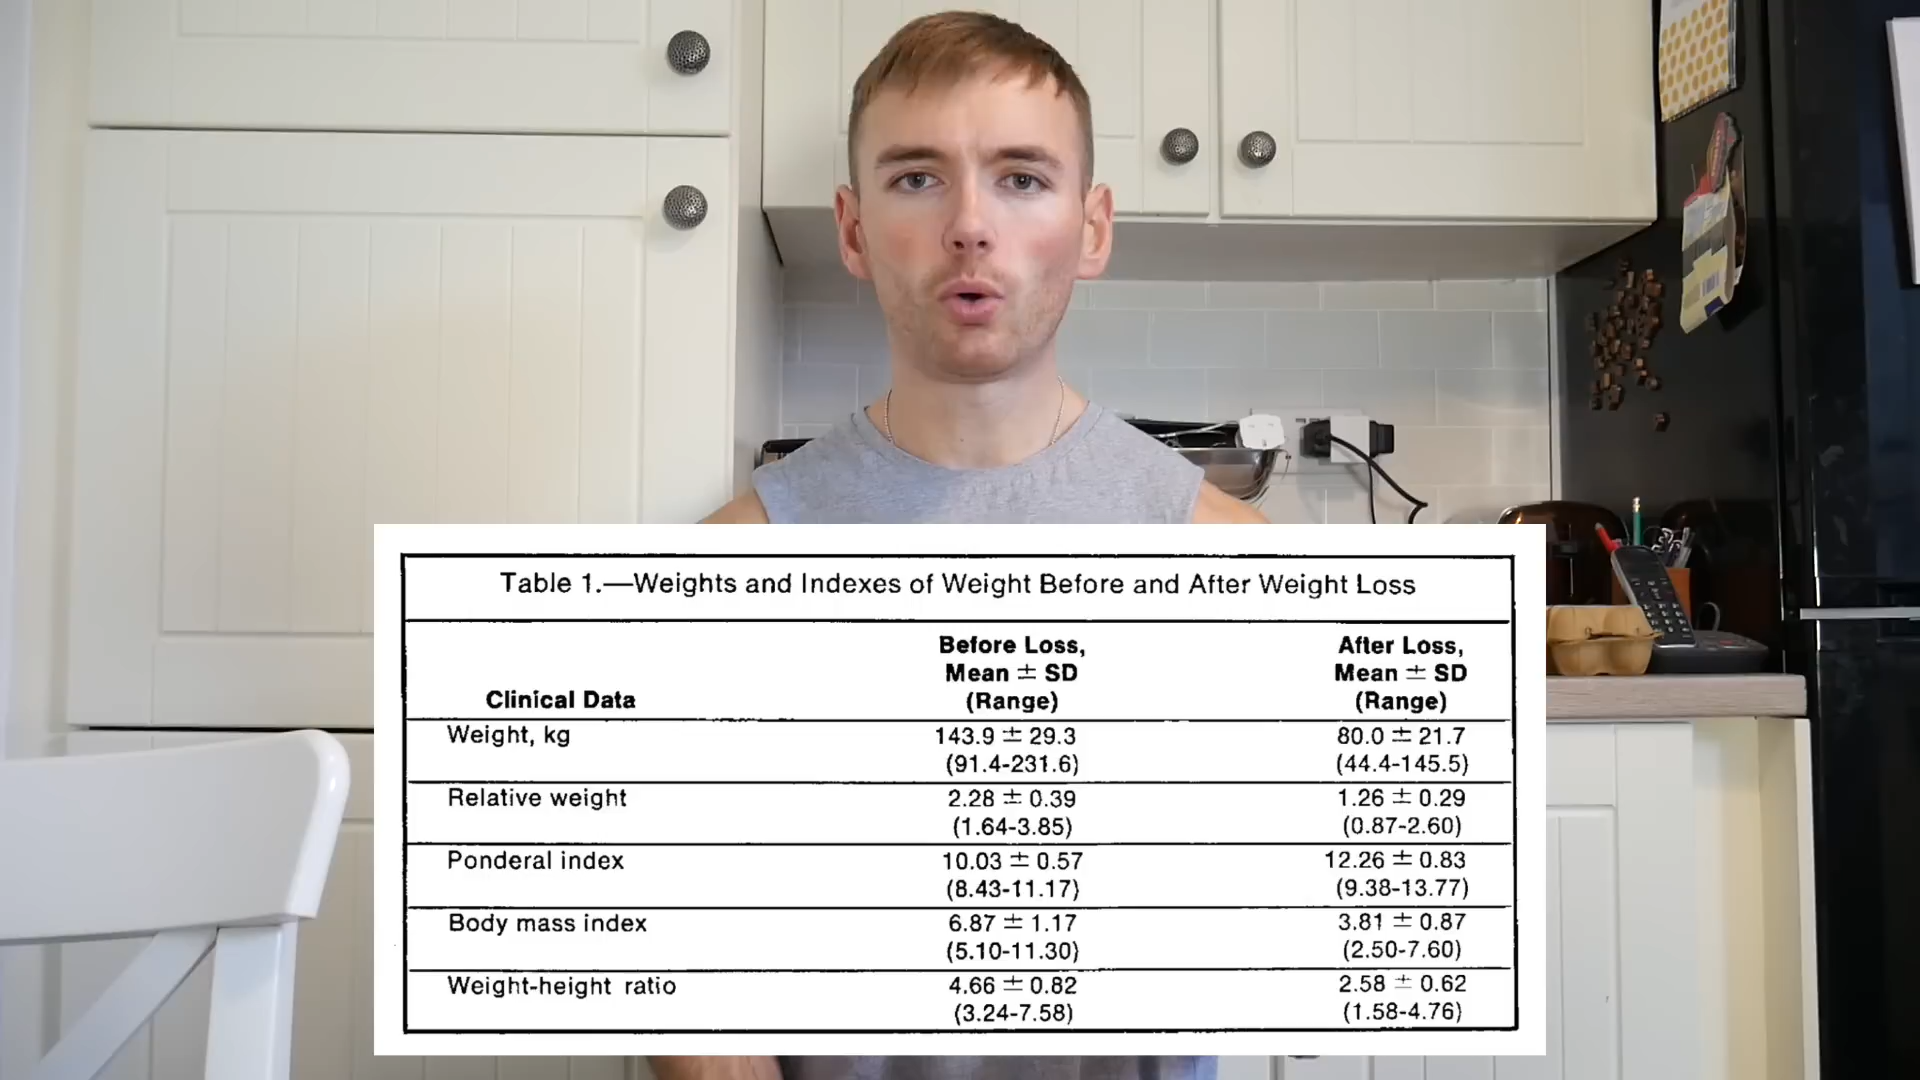 Table 1.—Weights and Indexes of Weight Before and After Weight Loss
Clinical Data Before Loss, Mean ± SD (Range) After Loss, Mean ± SD (Range)
Weight, kg 143.9 ± 29.3 80.0 ± 21.7
(91.4-231.6) (44.4-145.5)
Relative weight 2.28 ± 0.39 1.26 ± 0.29
(1.64-3.85) (0.87-2.60)
Ponderal index 10.03 ± 0.57 12.26 ± 0.83
(8.43-11.17) (9.38-13.77)
Body mass index 6.87 ± 1.17 3.81 ± 0.87
(5.10-11.30) (2.50-7.60)
Weight-height ratio 4.66 ± 0.82 2.58 ± 0.62
(3.24-7.58) (1.58-4.76)